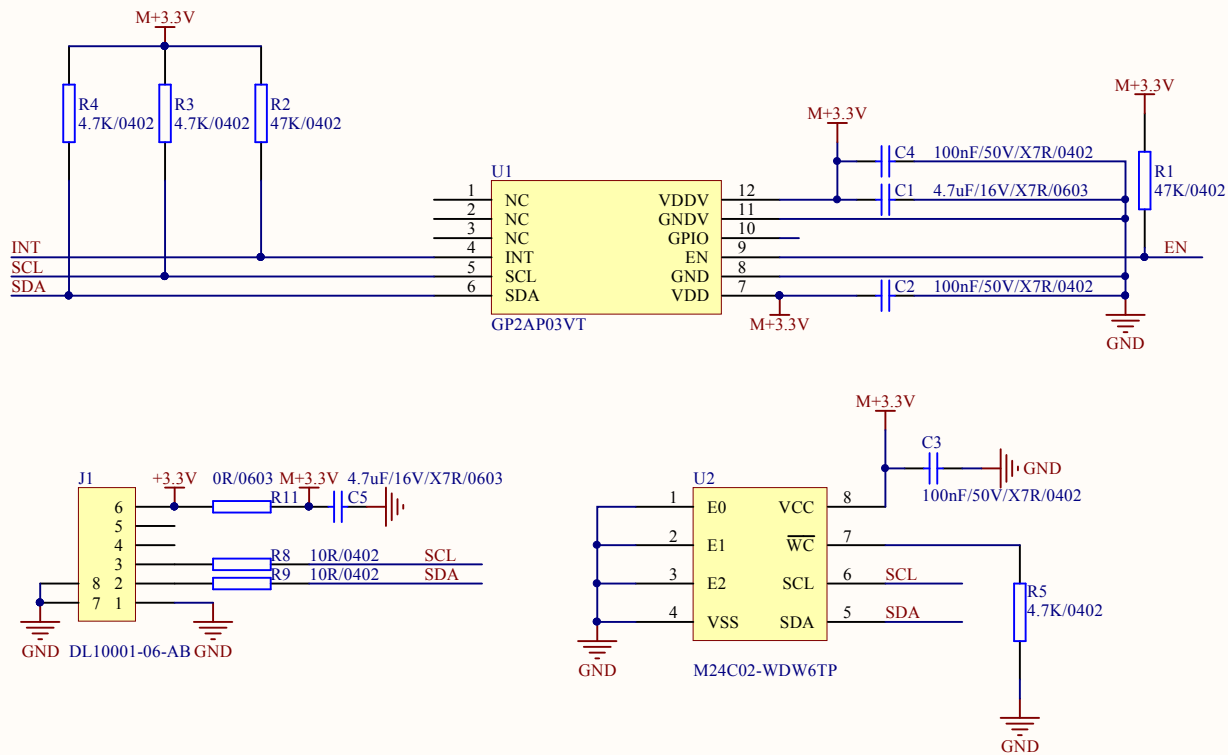 M+3.3V
R4
4.7K/0402
R3
4.7K/0402
R2
47K/0402
INT
SCL
SDA
U1
1 NC
2 NC
3 NC
4 INT
5 SCL
6 SDA
VDDV 12
GNDV 11
GPIO 10
EN 9
GND 8
VDD 7
GP2AP03VT
M+3.3V
C4 100nF/50V/X7R/0402
C1 4.7uF/16V/X7R/0603
C2 100nF/50V/X7R/0402
M+3.3V
M+3.3V
R1
47K/0402
EN
GND
J1
6
5
4
3
8 2
7 1
DL10001-06-AB
GND
GND
+3.3V
0R/0603
R11
M+3.3V
4.7uF/16V/X7R/0603
C5
R8 10R/0402 SCL
R9 10R/0402 SDA
U2
1 E0
2 E1
3 E2
4 VSS
VCC 8
WC 7
SCL 6 SCL
SDA 5 SDA
M24C02-WDW6TP
GND
M+3.3V
C3
GND
100nF/50V/X7R/0402
R5
4.7K/0402
GND